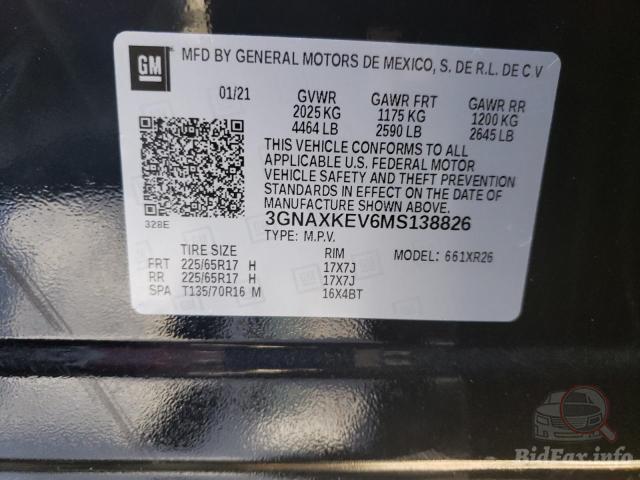 GM
MFD BY GENERAL MOTORS DE MEXICO, S. DE R.L. DE C.V
01/21 GVWR GAWR FRT GAWR RR
2025 KG 1175 KG 1200 KG
4464 LB 2590 LB 2645 LB
THIS VEHICLE CONFORMS TO ALL
APPLICABLE U.S. FEDERAL MOTOR
VEHICLE SAFETY AND THEFT PREVENTION
STANDARDS IN EFFECT ON THE DATE OF
MANUFACTURE SHOWN ABOVE.
328E
3GNAXKEV6MS138826
TYPE: M.P.V.
TIRE SIZE RIM MODEL: 661XR26
FRT 225/65R17 H 17X7J
RR 225/65R17 H 17X7J
SPA T135/70R16 M 16X4BT
BidFax.info